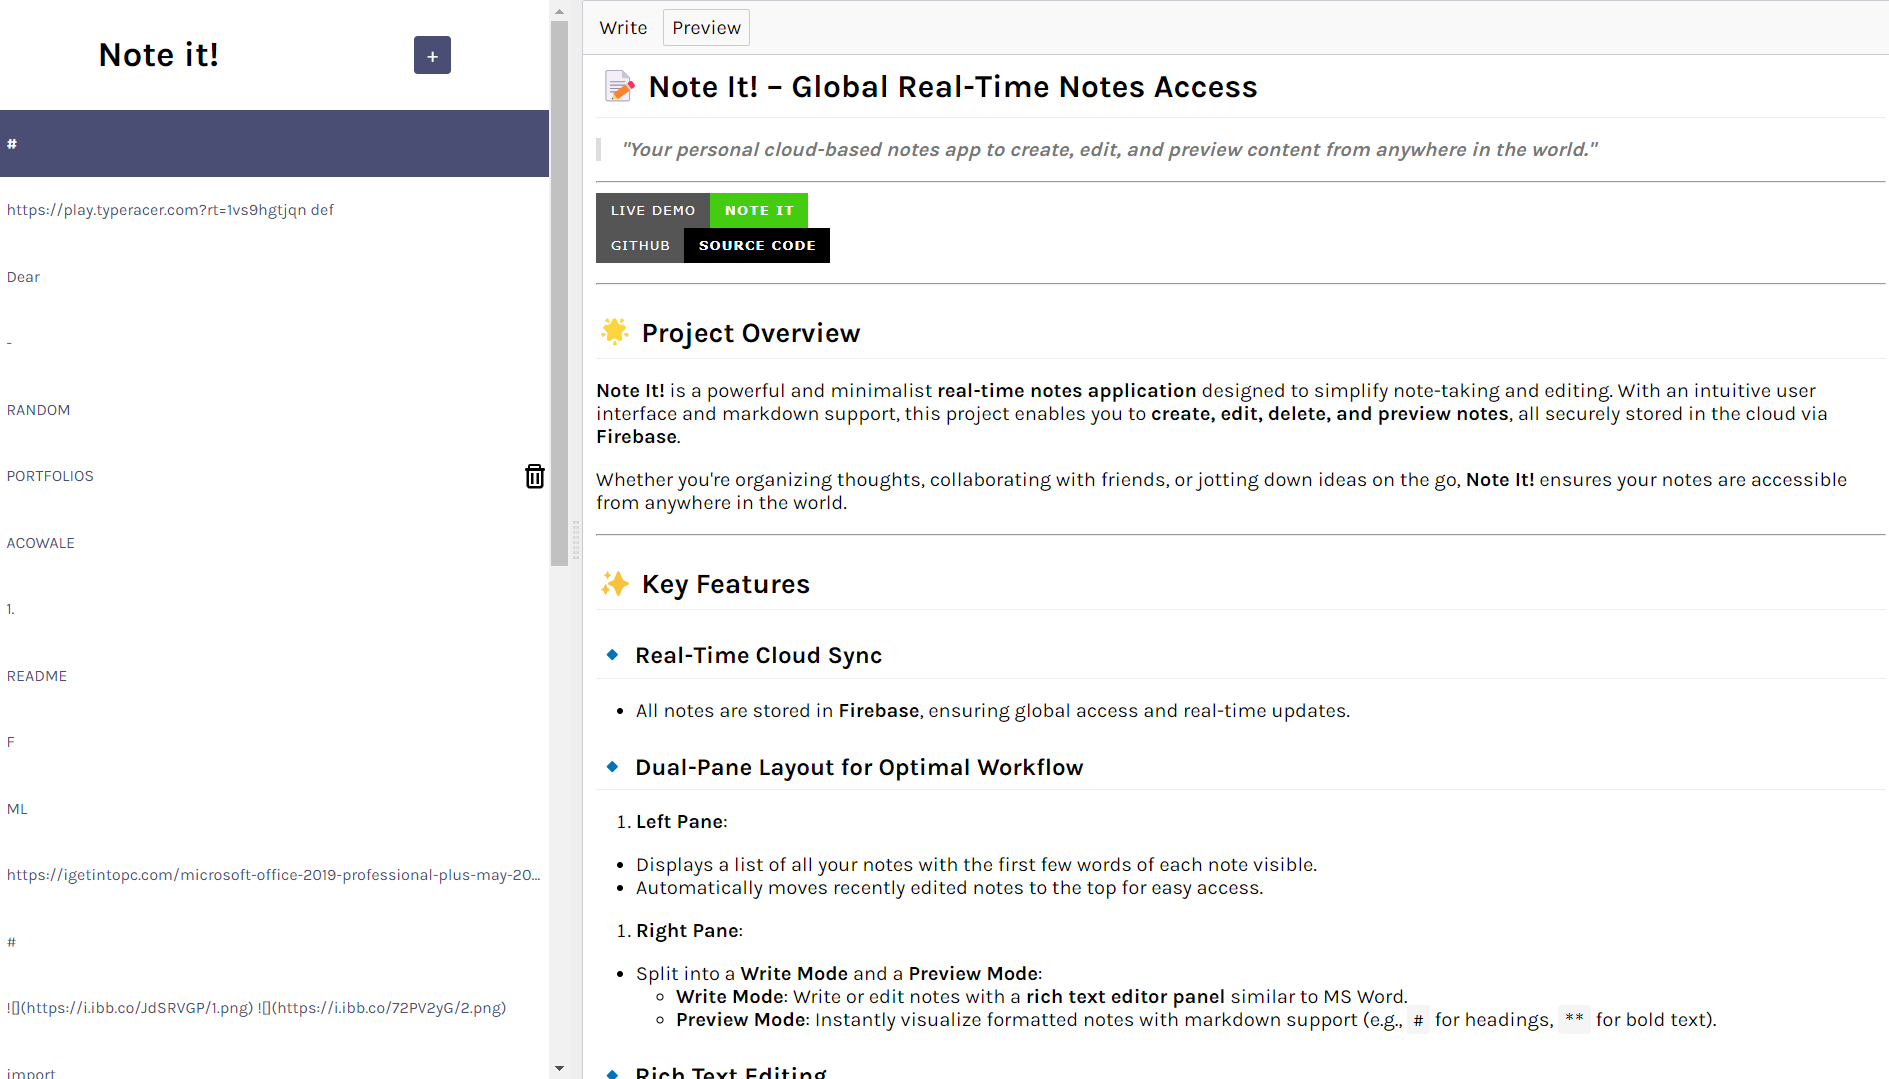 Note it!
+
#
https://play.typeracer.com?rt=1vs9hgtjqn def
Dear
-
RANDOM
PORTFOLIOS
ACOWALE
1.
README
F
ML
https://igetintopc.com/microsoft-office-2019-professional-plus-may-20...
#
![](https://i.ibb.co/JdSRVGP/1.png) ![](https://i.ibb.co/72PV2yG/2.png)
import
Write Preview
📝 Note It! – Global Real-Time Notes Access
"Your personal cloud-based notes app to create, edit, and preview content from anywhere in the world."
LIVE DEMO NOTE IT
GITHUB SOURCE CODE
🌟 Project Overview
Note It! is a powerful and minimalist real-time notes application designed to simplify note-taking and editing. With an intuitive user
interface and markdown support, this project enables you to create, edit, delete, and preview notes, all securely stored in the cloud via
Firebase.
Whether you're organizing thoughts, collaborating with friends, or jotting down ideas on the go, Note It! ensures your notes are accessible
from anywhere in the world.
✨ Key Features
🔹 Real-Time Cloud Sync
• All notes are stored in Firebase, ensuring global access and real-time updates.
🔹 Dual-Pane Layout for Optimal Workflow
1. Left Pane:
• Displays a list of all your notes with the first few words of each note visible.
• Automatically moves recently edited notes to the top for easy access.
1. Right Pane:
• Split into a Write Mode and a Preview Mode:
◦ Write Mode: Write or edit notes with a rich text editor panel similar to MS Word.
◦ Preview Mode: Instantly visualize formatted notes with markdown support (e.g., # for headings, ** for bold text).
🔹 Rich Text Editing